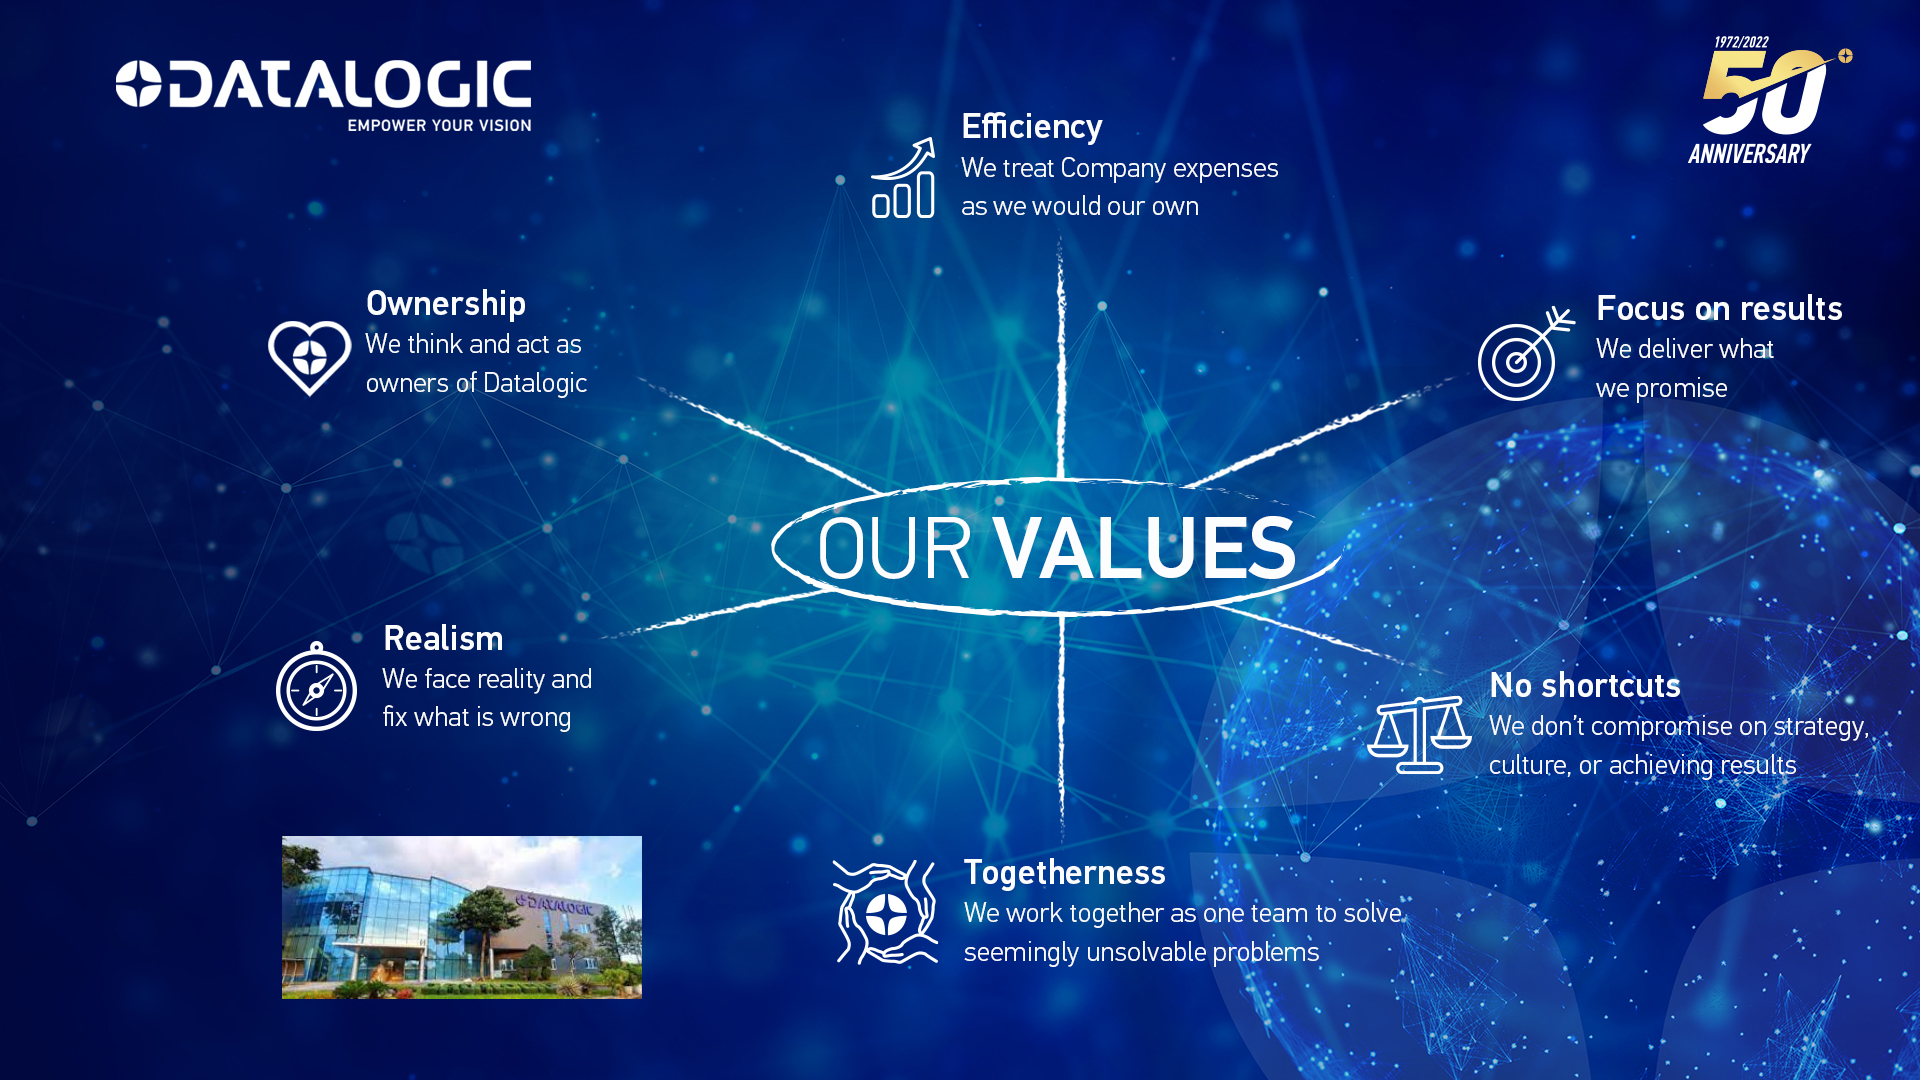 DATALOGIC
EMPOWER YOUR VISION
1972/2022
50
ANNIVERSARY
Efficiency
We treat Company expenses
as we would our own
Ownership
We think and act as
owners of Datalogic
Focus on results
We deliver what
we promise
OUR VALUES
Realism
We face reality and
fix what is wrong
No shortcuts
We don't compromise on strategy,
culture, or achieving results
Togetherness
We work together as one team to solve
seemingly unsolvable problems
DATALOGIC